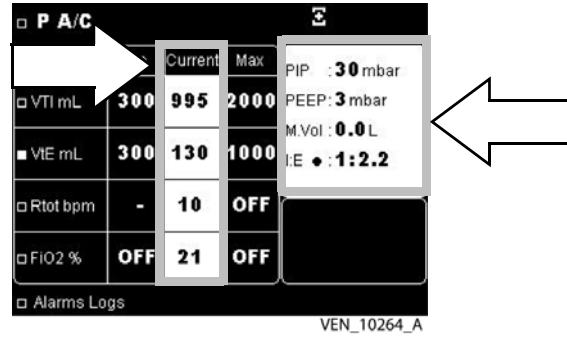 P A/C
Current Max
PIP : 30 mbar
VTI mL 300 995 2000
PEEP: 3 mbar
M.Vol : 0.0 L
VtE mL 300 130 1000
I:E ● : 1:2.2
Rtot bpm - 10 OFF
FiO2 % OFF 21 OFF
Alarms Logs
VEN_10264_A